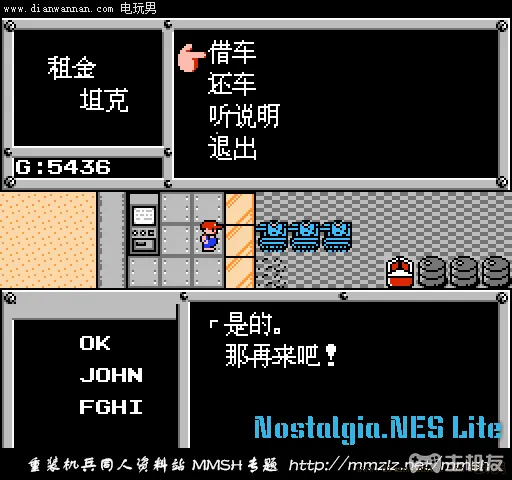 www.dianwannan.com 电玩男
租金
坦克
借车
还车
听说明
退出
G:5436
OK
JOHN
FGHI
「是的。
那再来吧!
Nostalgia.NES Lite
重装机兵同人资料站 MMSH专题 http://mmzlz.net/mmsh